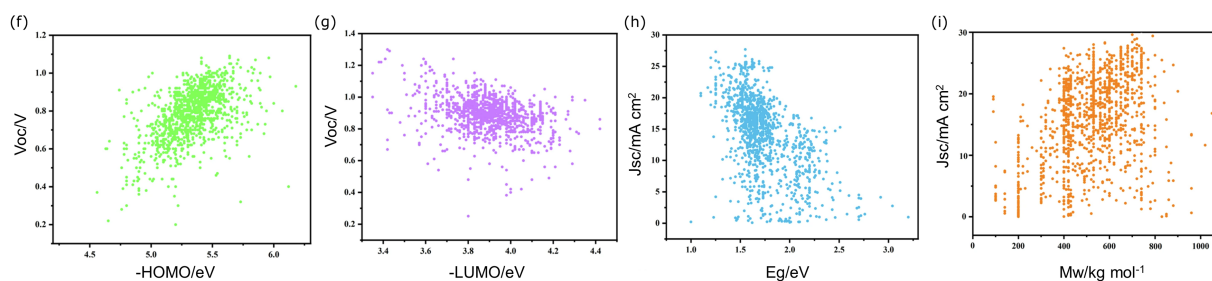 (f)
1.2
1.0
0.8
0.6
0.4
0.2
Voc/V
4.5 5.0 5.5 6.0
-HOMO/eV
(g)
1.4
1.2
1.0
0.8
0.6
0.4
0.2
Voc/V
3.4 3.6 3.8 4.0 4.2 4.4
-LUMO/eV
(h)
30
25
20
15
10
5
0
Jsc/mA cm²
1.0 1.5 2.0 2.5 3.0
Eg/eV
(i)
30
20
10
0
Jsc/mA cm²
0 200 400 600 800 1000
Mw/kg mol⁻¹